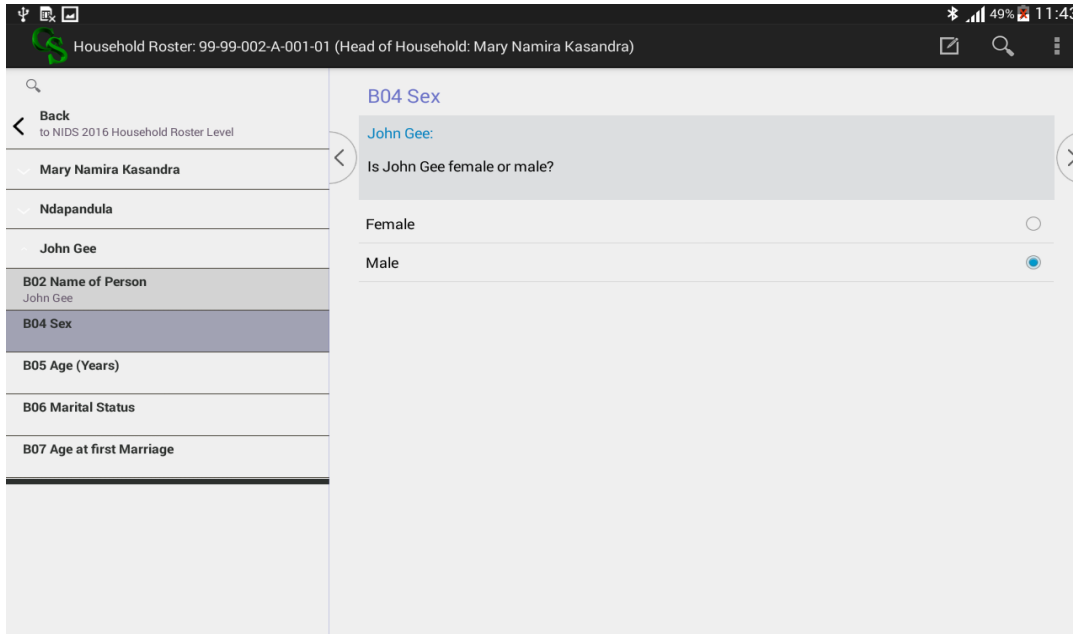 49% 11:43
CS
Household Roster: 99-99-002-A-001-01 (Head of Household: Mary Namira Kasandra)
Back
to NIDS 2016 Household Roster Level
Mary Namira Kasandra
Ndapandula
John Gee
B02 Name of Person
John Gee
B04 Sex
B05 Age (Years)
B06 Marital Status
B07 Age at first Marriage
B04 Sex
John Gee:
Is John Gee female or male?
Female
Male